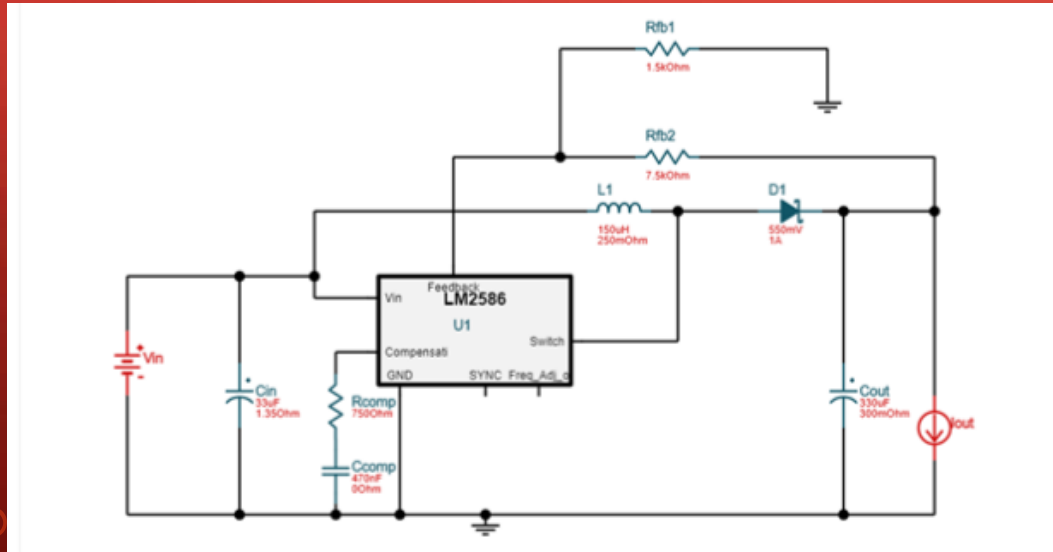 Rfb1
1.5kOhm
Rfb2
7.5kOhm
L1
150uH
250mOhm
D1
550mV
1A
Feedback
Vin
LM2586
U1
Switch
Compensati
GND
SYNC
Freq_Adj_o
Vin
Cin
33uF
1.35Ohm
Rcomp
750Ohm
Ccomp
470nF
0Ohm
Cout
330uF
300mOhm
Iout